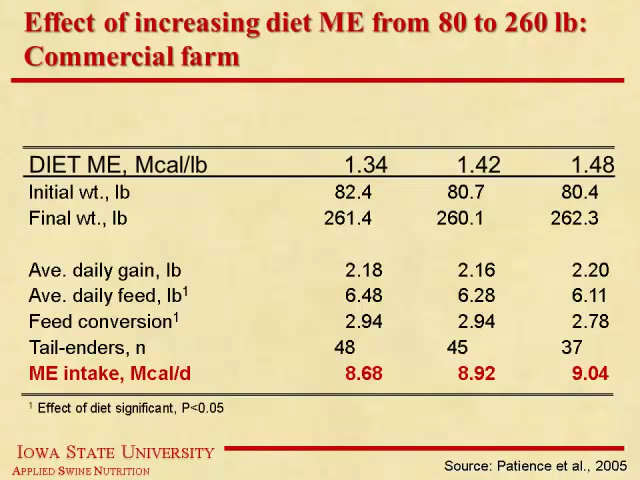 Effect of increasing diet ME from 80 to 260 lb:
Commercial farm
DIET ME, Mcal/lb 1.34 1.42 1.48
Initial wt., lb 82.4 80.7 80.4
Final wt., lb 261.4 260.1 262.3
Ave. daily gain, lb 2.18 2.16 2.20
Ave. daily feed, lb¹ 6.48 6.28 6.11
Feed conversion¹ 2.94 2.94 2.78
Tail-enders, n 48 45 37
ME intake, Mcal/d 8.68 8.92 9.04
¹ Effect of diet significant, P<0.05
IOWA STATE UNIVERSITY
APPLIED SWINE NUTRITION
Source: Patience et al., 2005